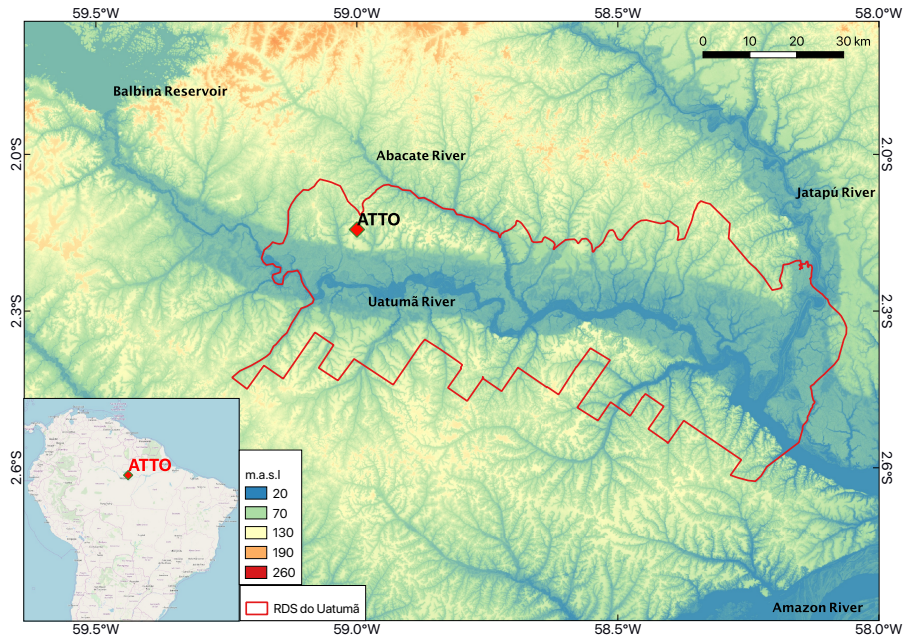 59.5°W 59.0°W 58.5°W 58.0°W
0 10 20 30 km
Balbina Reservoir
2.0°S
Abacate River
2.0°S
Jatapú River
ATTO
Uatumã River
2.3°S
2.3°S
ATTO
2.6°S
2.6°S
m.a.s.l
20
70
130
190
260
RDS do Uatumã
Amazon River
59.5°W 59.0°W 58.5°W 58.0°W